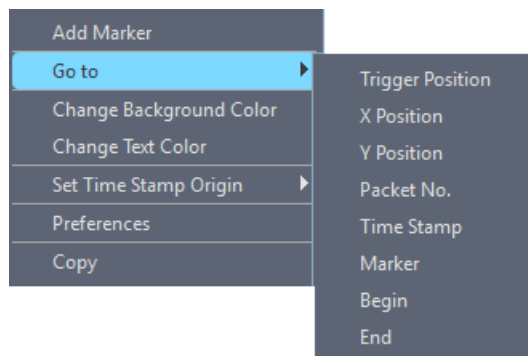 Add Marker
Go to
Change Background Color
Change Text Color
Set Time Stamp Origin
Preferences
Copy
Trigger Position
X Position
Y Position
Packet No.
Time Stamp
Marker
Begin
End